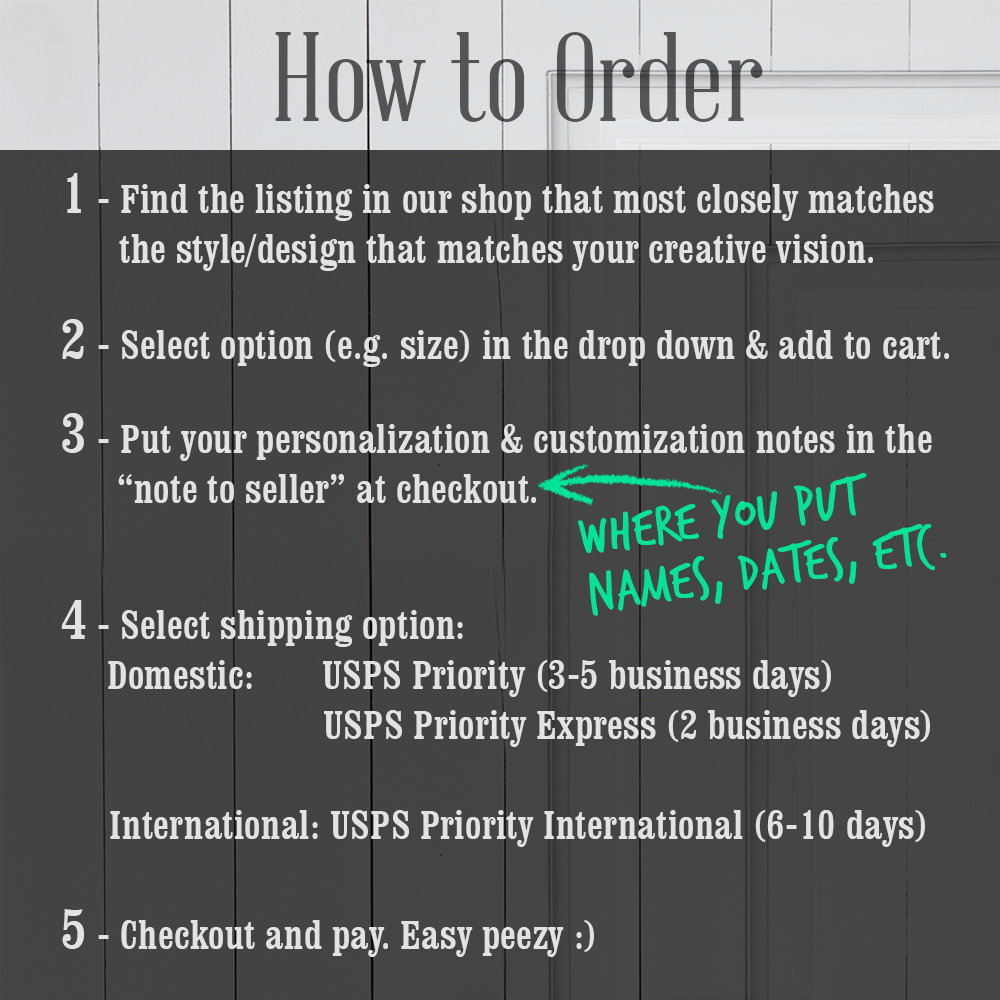 How to Order
1 - Find the listing in our shop that most closely matches
the style/design that matches your creative vision.
2 - Select option (e.g. size) in the drop down & add to cart.
3 - Put your personalization & customization notes in the
“note to seller” at checkout.
WHERE YOU PUT
NAMES, DATES, ETC.
4 - Select shipping option:
Domestic: USPS Priority (3-5 business days)
USPS Priority Express (2 business days)
International: USPS Priority International (6-10 days)
5 - Checkout and pay. Easy peezy :)